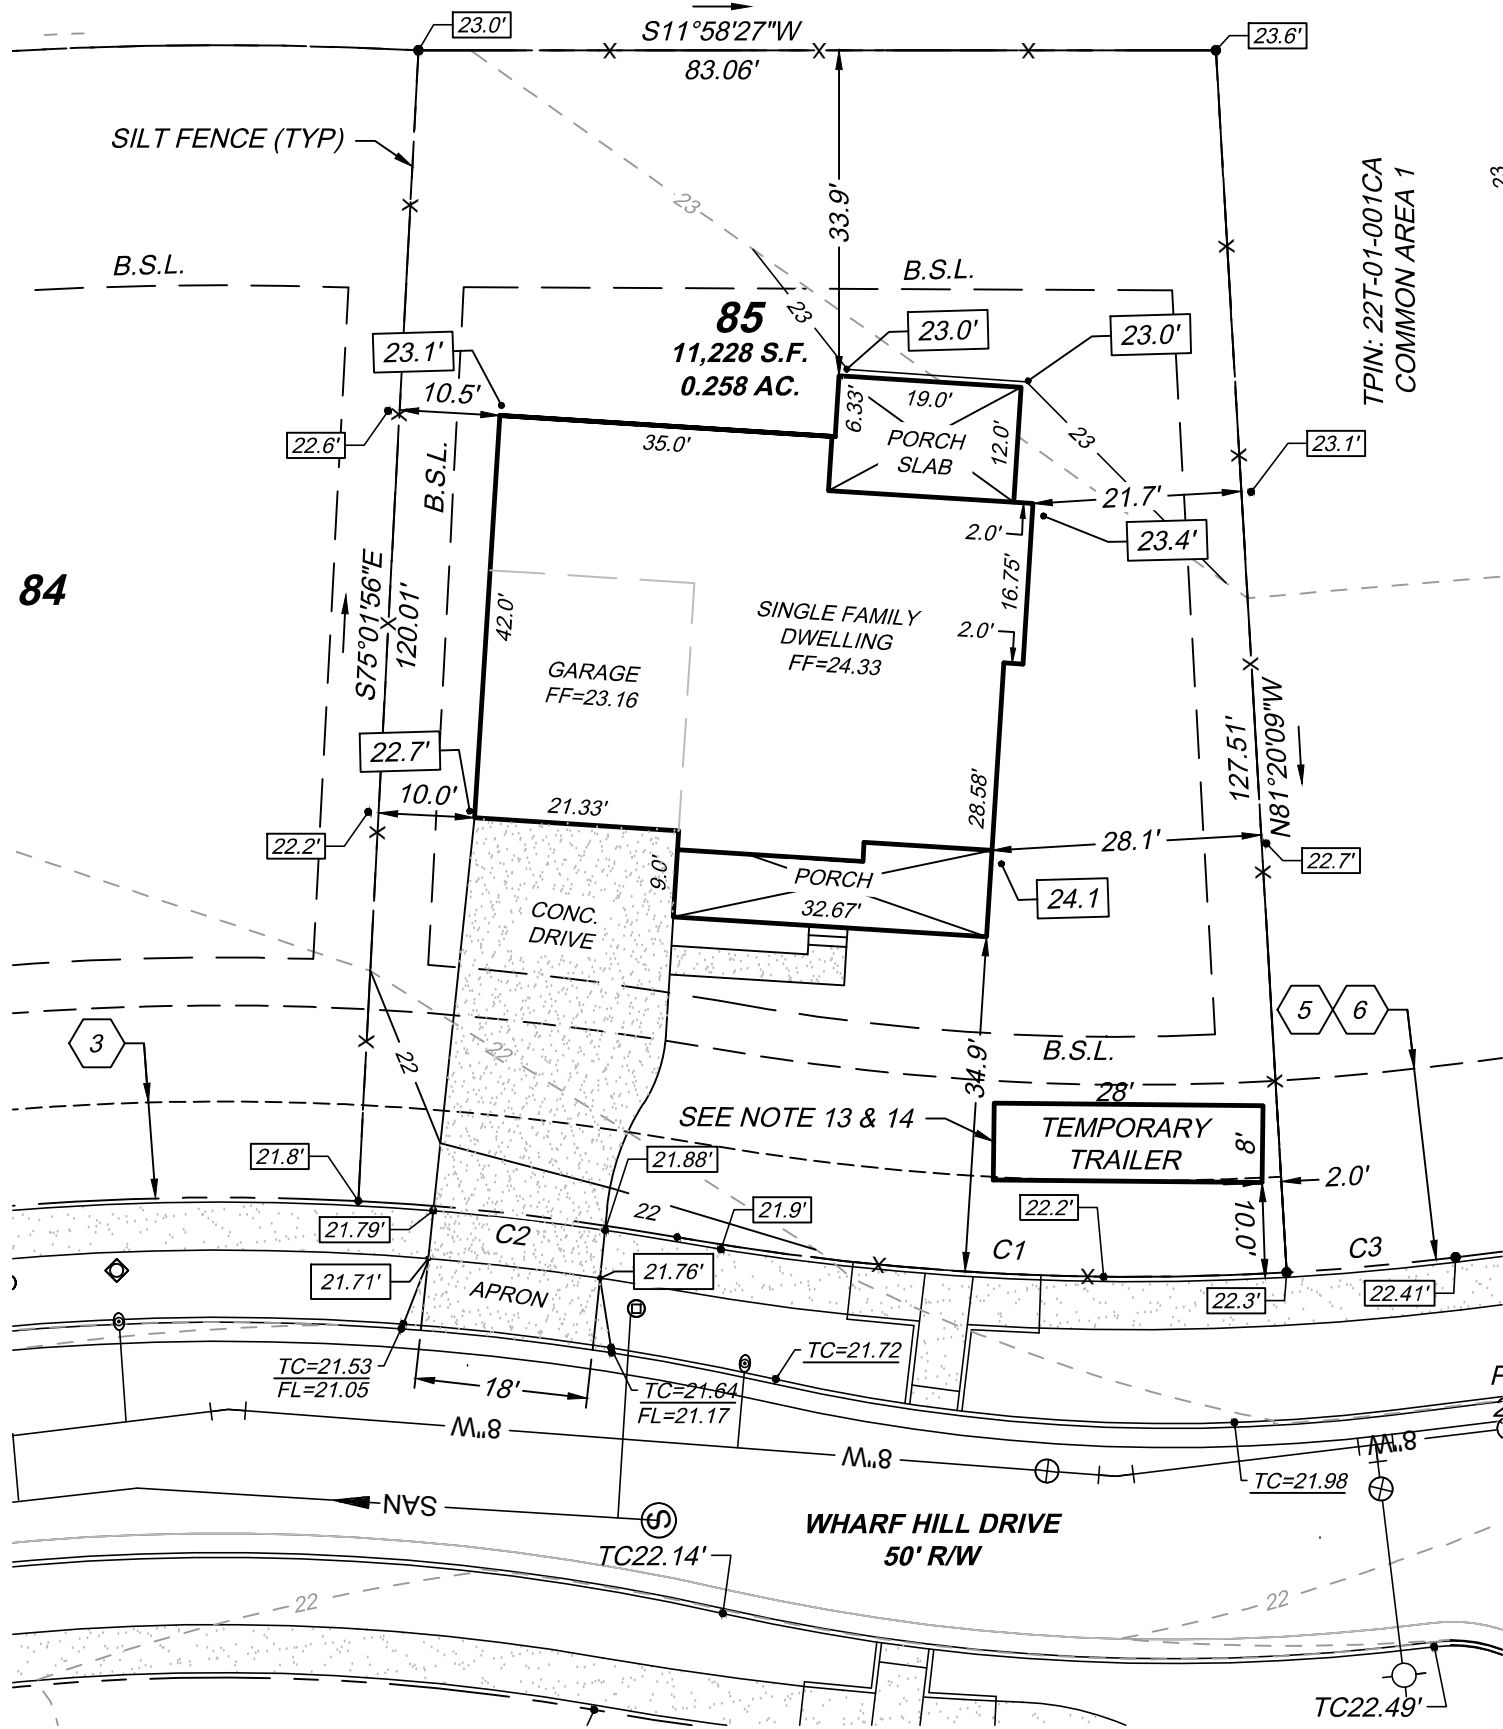 23.0'
S11°58'27"W
83.06'
23.6'
SILT FENCE (TYP)
23
33.9'
TPIN: 22T-01-001CA
COMMON AREA 1
23
B.S.L.
B.S.L.
85
11,228 S.F.
0.258 AC.
23
23.0'
23.0'
23.1'
10.5'
22.6'
35.0'
6.33'
19.0'
PORCH
SLAB
12.0'
23
23.1'
B.S.L.
21.7'
2.0'
23.4'
84
S75°01'56"E
120.01'
42.0'
16.75'
SINGLE FAMILY
DWELLING
FF=24.33
2.0'
GARAGE
FF=23.16
127.51'
N81°20'09"W
22.7'
10.0'
21.33'
28.58'
22.2'
28.1'
22.7'
9.0'
PORCH
32.67'
24.1
CONC.
DRIVE
3
22
22
34.9'
B.S.L.
5
6
28'
SEE NOTE 13 & 14
TEMPORARY
TRAILER
8'
2.0'
21.8'
21.88'
21.79'
C2
22
21.9'
22.2'
10.0'
C1
C3
21.71'
21.76'
APRON
22.3'
22.41'
TC=21.53
FL=21.05
18'
TC=21.64
FL=21.17
TC=21.72
8"W
8"W
8"W
TC=21.98
SAN
S
WHARF HILL DRIVE
50' R/W
TC22.14'
22
22
TC22.49'